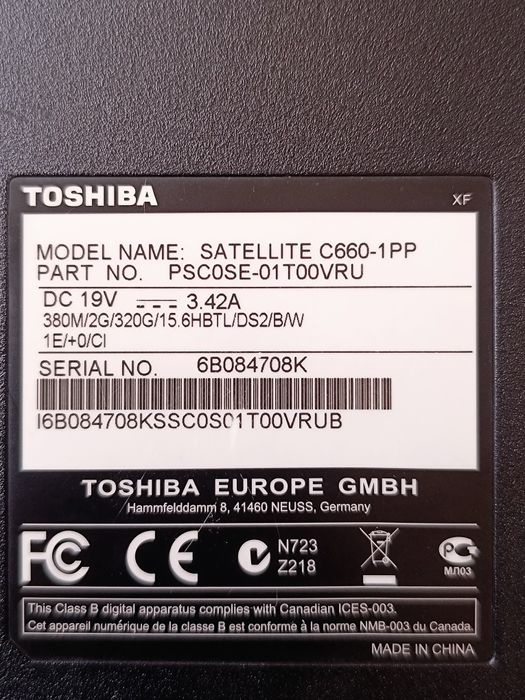 TOSHIBA
XF
MODEL NAME: SATELLITE C660-1PP
PART NO. PSC0SE-01T00VRU
DC 19V 3.42A
380M/2G/320G/15.6HBTL/DS2/B/W
1E/+0/CI
SERIAL NO. 6B084708K
I6B084708KSSC0S01T00VRUB
TOSHIBA EUROPE GMBH
Hammfelddamm 8, 41460 NEUSS, Germany
FC CE N723
Z218
PC
МЛ03
This Class B digital apparatus complies with Canadian ICES-003.
Cet appareil numérique de la classe B est conforme à la norme NMB-003 du Canada.
MADE IN CHINA